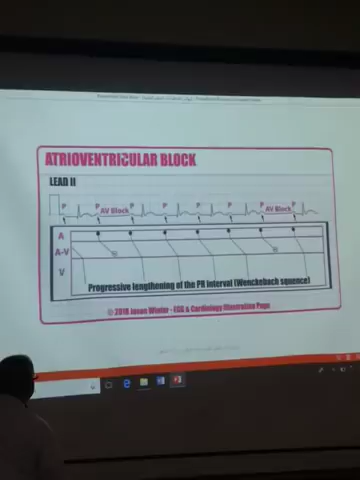 ATRIOVENTRICULAR BLOCK
LEAD II
P P P P P P P P
AV Block AV Block
A
A-V
V
Progressive lengthening of the PR interval (Wenckebach squence)
© 2018 Jason Winter - ECG & Cardiology Illustration Page